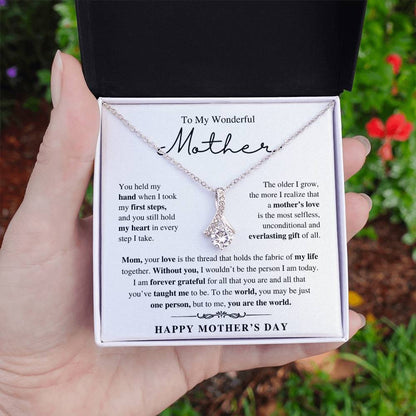 To My Wonderful
Mother
You held my
hand when I took
my first steps,
and you still hold
my heart in every
step I take.
The older I grow,
the more I realize that
a mother's love
is the most selfless,
unconditional and
everlasting gift of all.
Mom, your love is the thread that holds the fabric of my life
together. Without you, I wouldn't be the person I am today.
I am forever grateful for all that you are and all that
you've taught me to be. To the world, you may be just
one person, but to me, you are the world.
HAPPY MOTHER'S DAY